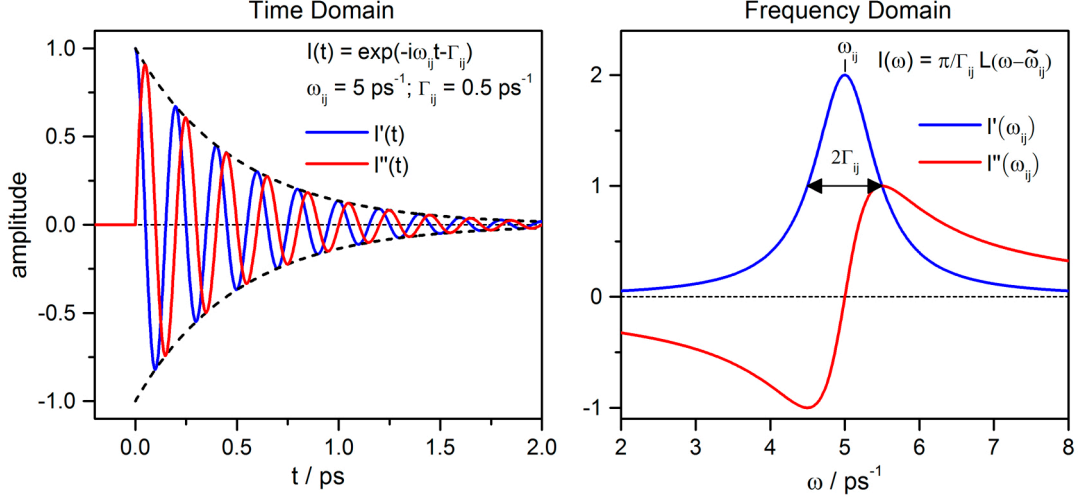 Time Domain
I(t) = exp(-iω_ij t-Γ_ij)
ω_ij = 5 ps⁻¹; Γ_ij = 0.5 ps⁻¹
I'(t)
I''(t)
amplitude
1.0
0.5
0.0
-0.5
-1.0
0.0 0.5 1.0 1.5 2.0
t / ps
Frequency Domain
ω_ij
I(ω) = π/Γ_ij L(ω-ω̃_ij)
I'(ω_ij)
I''(ω_ij)
2Γ_ij
2
1
0
-1
2 3 4 5 6 7 8
ω / ps⁻¹